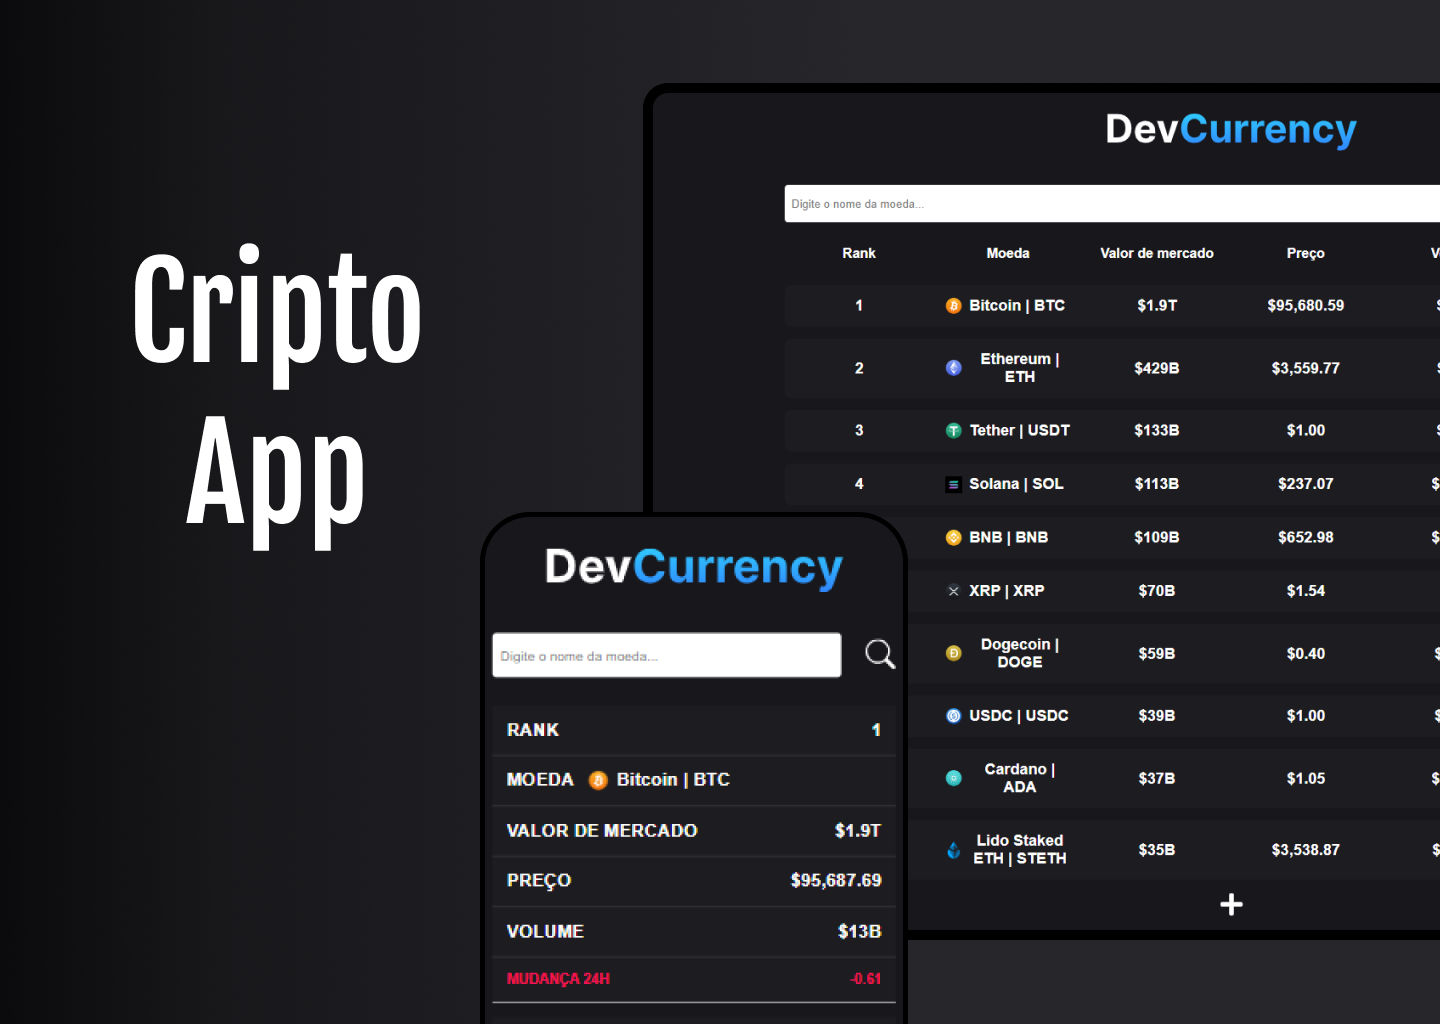 Cripto
App
DevCurrency
Digite o nome da moeda...
Rank Moeda Valor de mercado Preço V
1 Bitcoin | BTC $1.9T $95,680.59 $
2 Ethereum | ETH $429B $3,559.77 $
3 Tether | USDT $133B $1.00 $
4 Solana | SOL $113B $237.07 $
BNB | BNB $109B $652.98 $
XRP | XRP $70B $1.54
Dogecoin | DOGE $59B $0.40 $
USDC | USDC $39B $1.00 $
Cardano | ADA $37B $1.05 $
Lido Staked ETH | STETH $35B $3,538.87 $
DevCurrency
Digite o nome da moeda...
RANK 1
MOEDA Bitcoin | BTC
VALOR DE MERCADO $1.9T
PREÇO $95,687.69
VOLUME $13B
MUDANÇA 24H -0.61